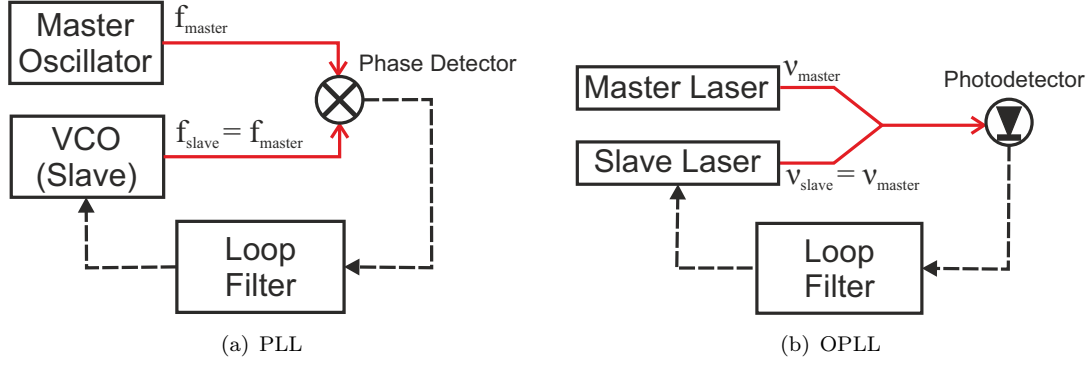 Master
Oscillator
f_master
Phase Detector
VCO
(Slave)
f_slave = f_master
Loop
Filter
(a) PLL
Master Laser
ν_master
Photodetector
Slave Laser
ν_slave = ν_master
Loop
Filter
(b) OPLL